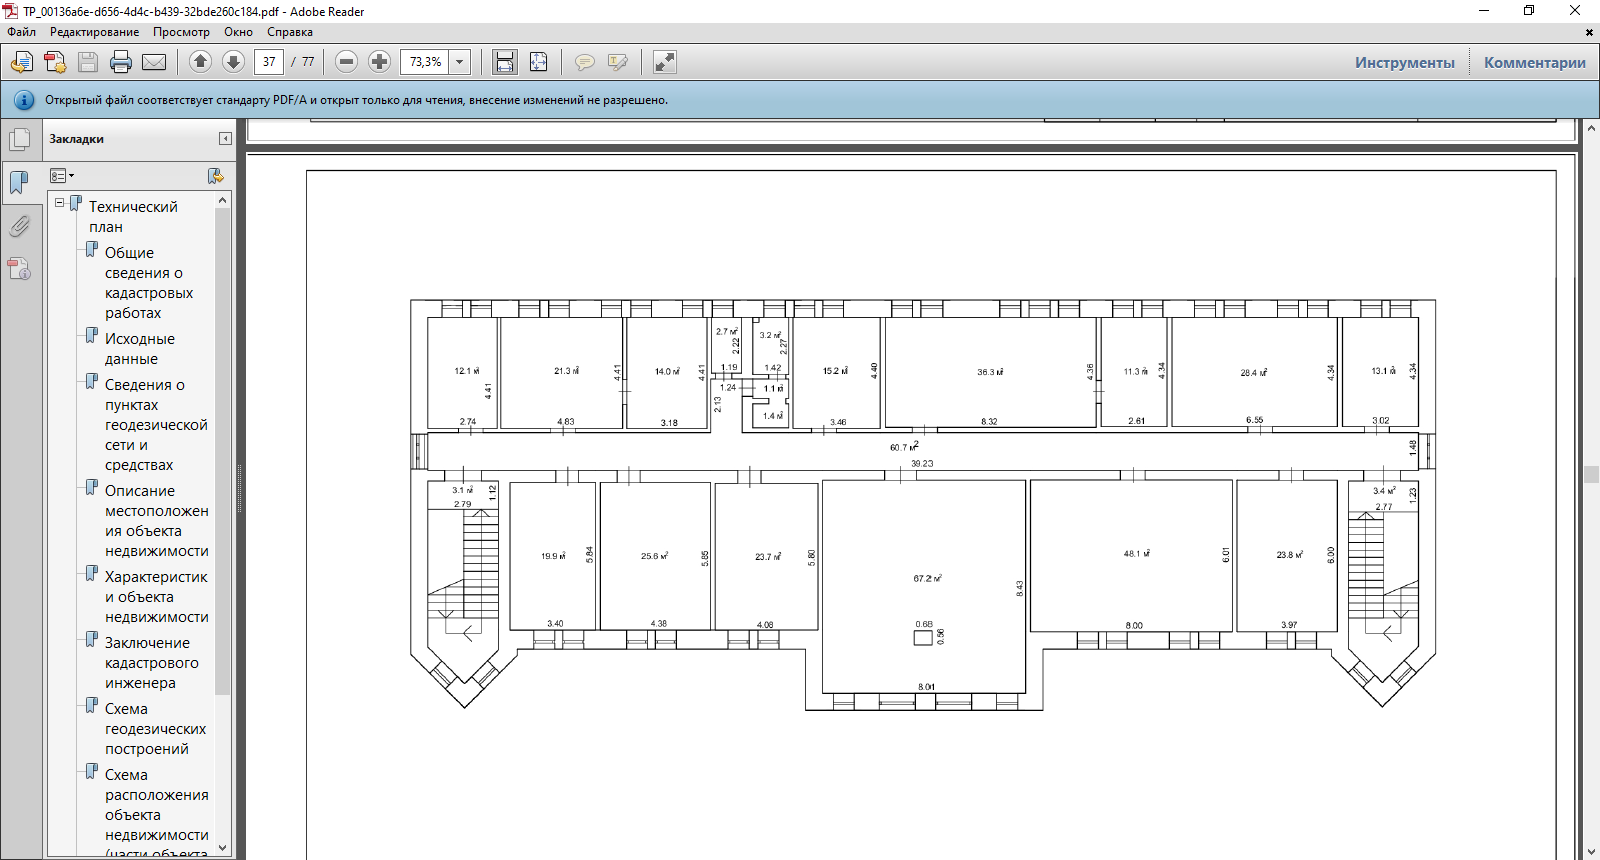 TP_00136a6e-d656-4d4c-b439-32bde260c184.pdf - Adobe Reader
Файл Редактирование Просмотр Окно Справка
37 / 77 73,3% Инструменты Комментарии
Открытый файл соответствует стандарту PDF/A и открыт только для чтения, внесение изменений не разрешено.
Закладки
Технический
план
Общие
сведения о
кадастровых
работах
Исходные
данные
Сведения о
пунктах
геодезической
сети и
средствах
Описание
местоположен
ия объекта
недвижимости
Характеристик
и объекта
недвижимости
Заключение
кадастрового
инженера
Схема
геодезических
построений
Схема
расположения
объекта
недвижимости
(части объекта
12.1 м²
4.41
2.74
21.3 м²
4.41
4.83
14.0 м²
4.41
3.18
2.7 м²
2.22
1.19
1.24
2.13
3.2 м²
2.27
1.42
1.1 м²
1.4 м²
15.2 м²
4.40
3.46
36.3 м²
4.36
8.32
11.3 м²
4.34
2.61
28.4 м²
4.34
6.55
13.1 м²
4.34
3.02
60.7 м²
39.23
1.48
3.1 м²
1.12
2.79
19.9 м²
5.84
3.40
25.6 м²
5.85
4.38
23.7 м²
5.80
4.08
67.2 м²
8.43
0.68
0.56
8.01
48.1 м²
6.01
8.00
23.8 м²
6.00
3.97
3.4 м²
1.23
2.77